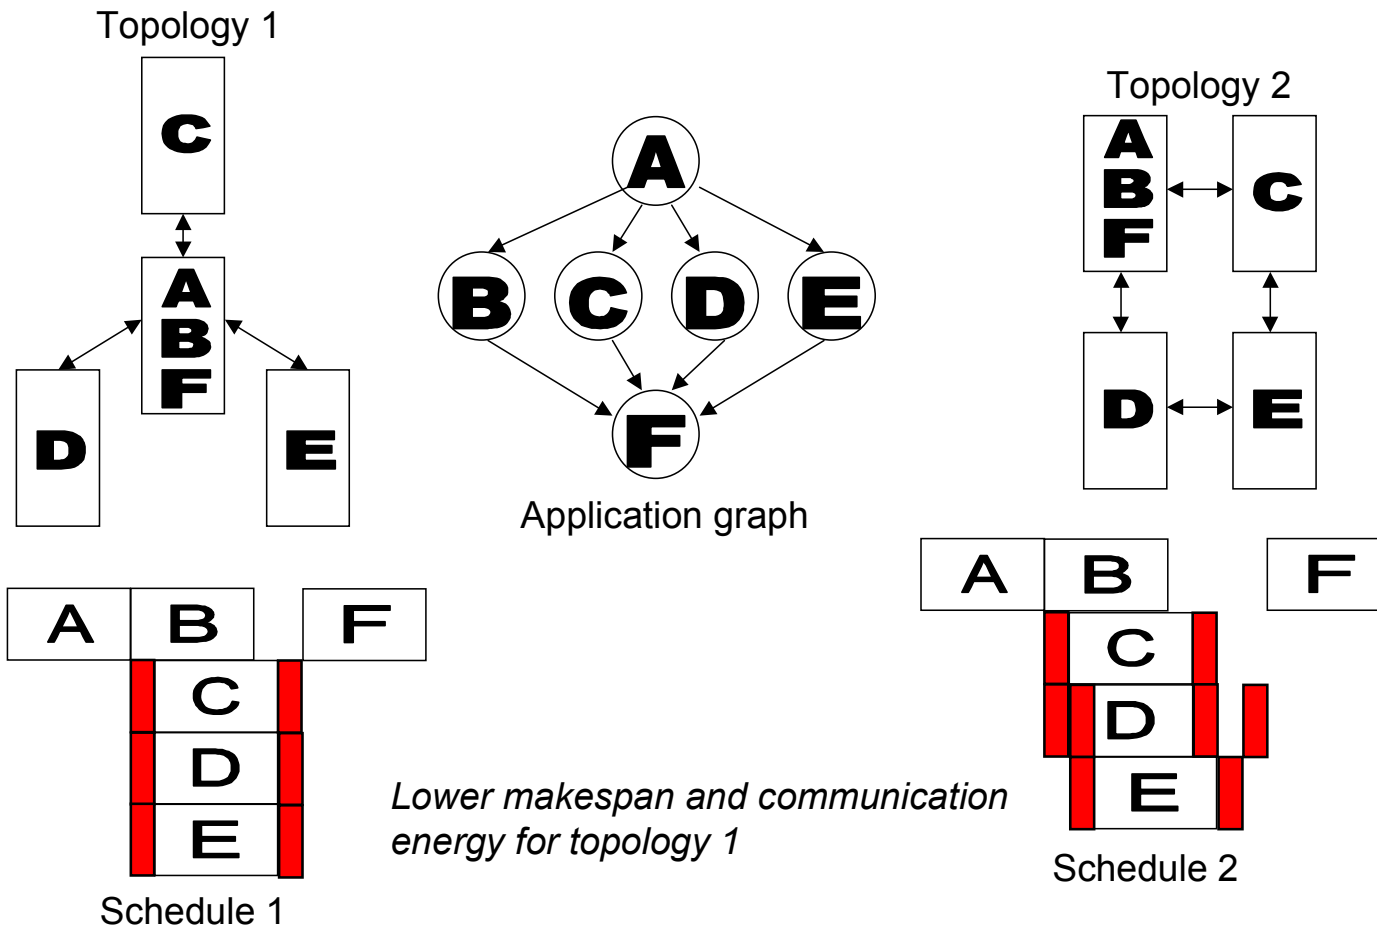 Topology 1
C
A
B
F
D
E
A
B
C
D
E
F
Application graph
Topology 2
A
B
F
C
D
E
A
B
F
C
D
E
Schedule 1
Lower makespan and communication
energy for topology 1
A
B
F
C
D
E
Schedule 2